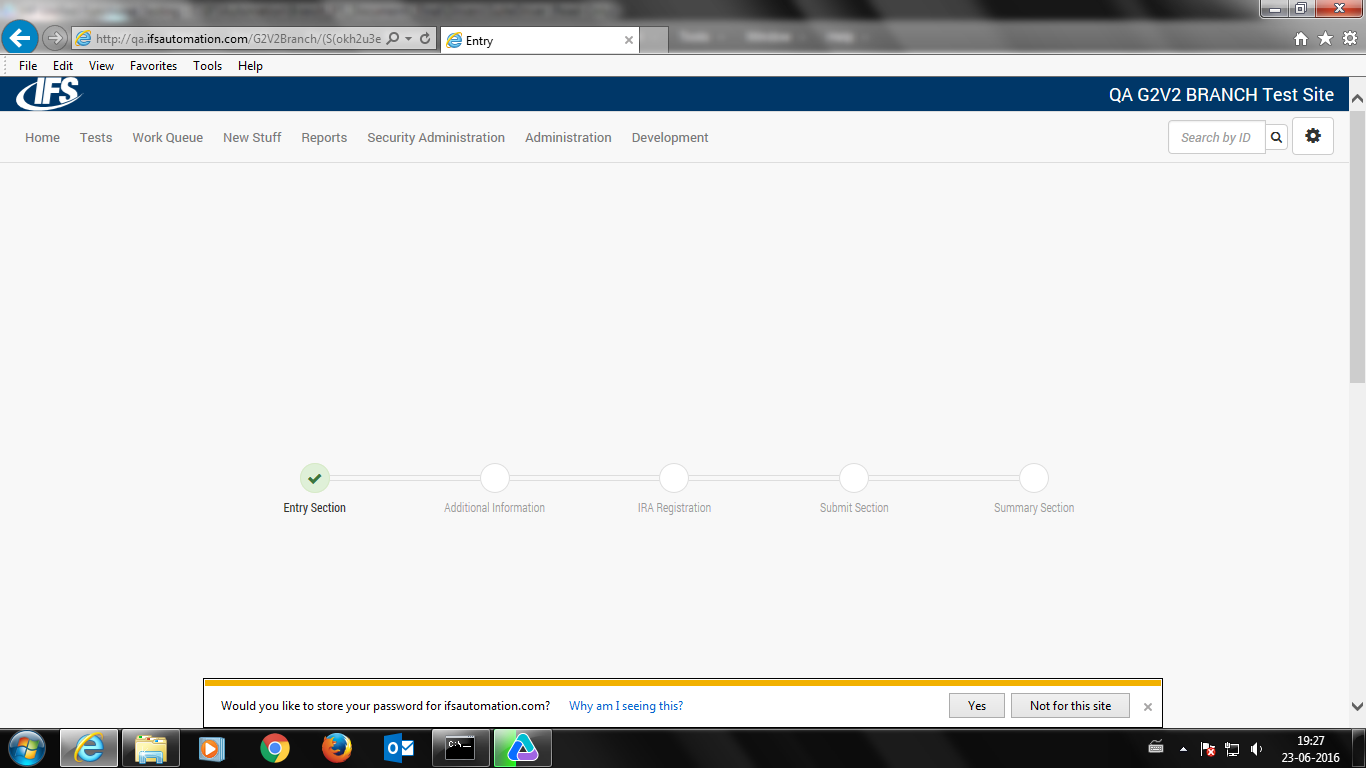 http://qa.ifsautomation.com/G2V2Branch/(S(okh2u3e
Entry
File Edit View Favorites Tools Help
IFS
QA G2V2 BRANCH Test Site
Home Tests Work Queue New Stuff Reports Security Administration Administration Development
Search by ID
Entry Section Additional Information IRA Registration Submit Section Summary Section
Would you like to store your password for ifsautomation.com? Why am I seeing this? Yes Not for this site
C:\_
19:27
23-06-2016